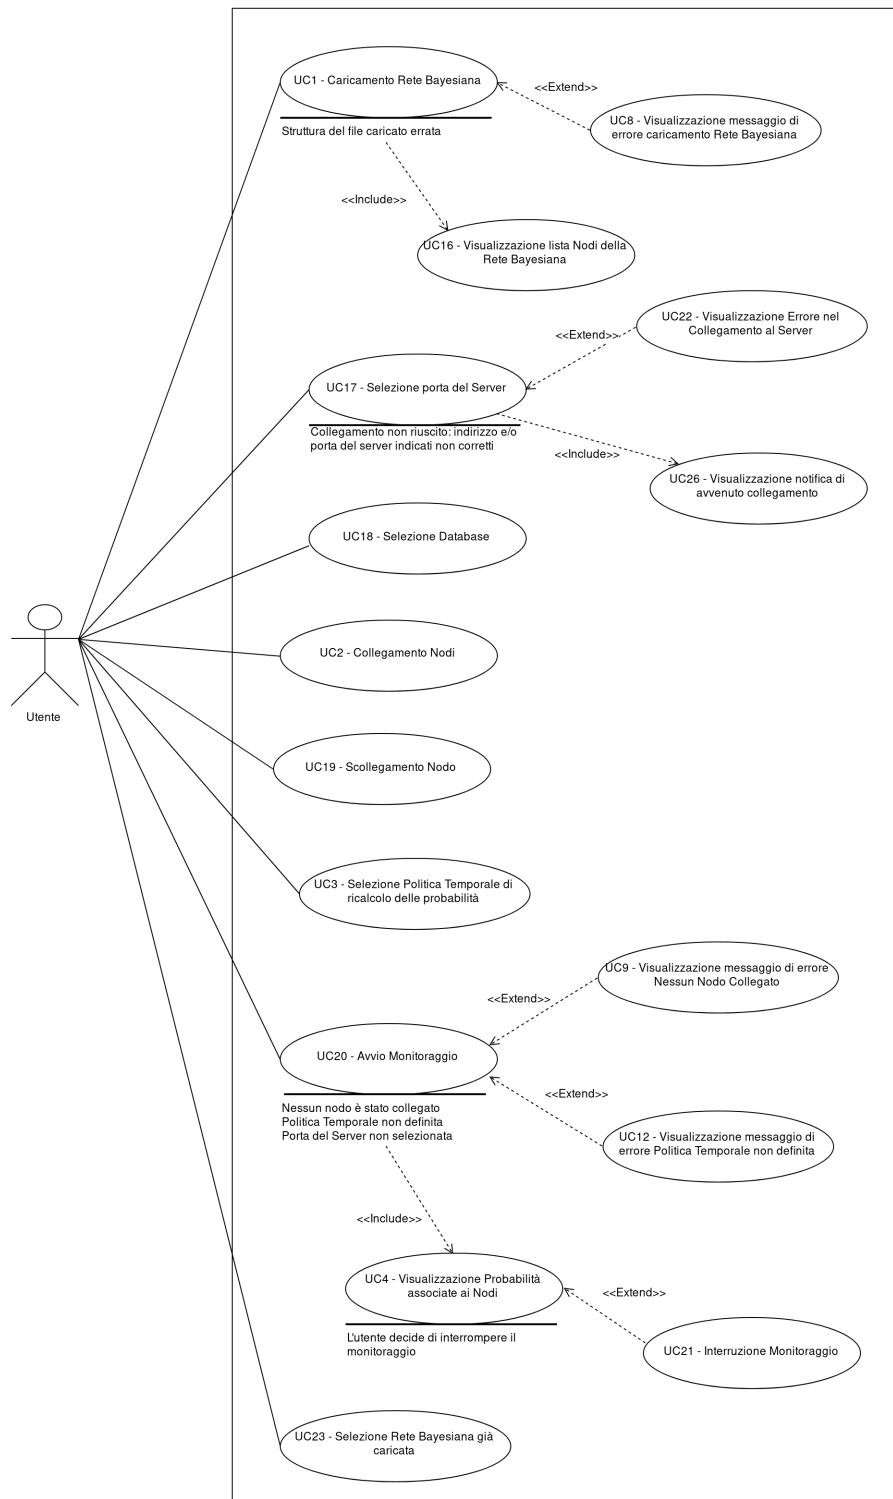 UC1 - Caricamento Rete Bayesiana
<<Extend>>
UC8 - Visualizzazione messaggio di
errore caricamento Rete Bayesiana
Struttura del file caricato errata
<<Include>>
UC16 - Visualizzazione lista Nodi della
Rete Bayesiana
UC22 - Visualizzazione Errore nel
Collegamento al Server
<<Extend>>
UC17 - Selezione porta del Server
Collegamento non riuscito: indirizzo e/o
porta del server indicati non corretti
<<Include>>
UC26 - Visualizzazione notifica di
avvenuto collegamento
UC18 - Selezione Database
UC2 - Collegamento Nodi
Utente
UC19 - Scollegamento Nodo
UC3 - Selezione Politica Temporale di
ricalcolo delle probabilità
UC9 - Visualizzazione messaggio di errore
Nessun Nodo Collegato
<<Extend>>
UC20 - Avvio Monitoraggio
<<Extend>>
Nessun nodo è stato collegato
Politica Temporale non definita
Porta del Server non selezionata
UC12 - Visualizzazione messaggio di
errore Politica Temporale non definita
<<Include>>
UC4 - Visualizzazione Probabilità
associate ai Nodi
<<Extend>>
L'utente decide di interrompere il
monitoraggio
UC21 - Interruzione Monitoraggio
UC23 - Selezione Rete Bayesiana già
caricata